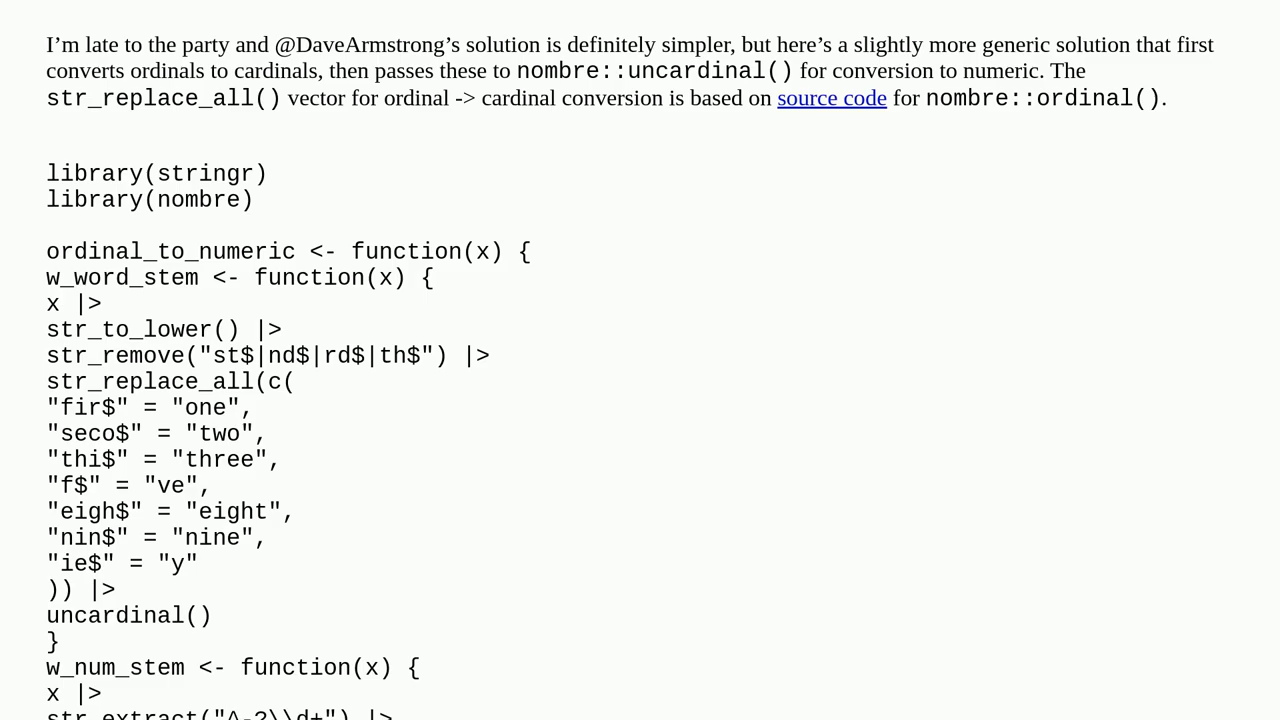 I’m late to the party and @DaveArmstrong’s solution is definitely simpler, but here’s a slightly more generic solution that first
converts ordinals to cardinals, then passes these to nombre::uncardinal() for conversion to numeric. The
str_replace_all() vector for ordinal -> cardinal conversion is based on source code for nombre::ordinal().
library(stringr)
library(nombre)
ordinal_to_numeric <- function(x) {
w_word_stem <- function(x) {
x |>
str_to_lower() |>
str_remove("st$|nd$|rd$|th$") |>
str_replace_all(c(
"fir$" = "one",
"seco$" = "two",
"thi$" = "three",
"f$" = "ve",
"eigh$" = "eight",
"nin$" = "nine",
"ie$" = "y"
)) |>
uncardinal()
}
w_num_stem <- function(x) {
x |>
str_extract("^-?\\d+") |>